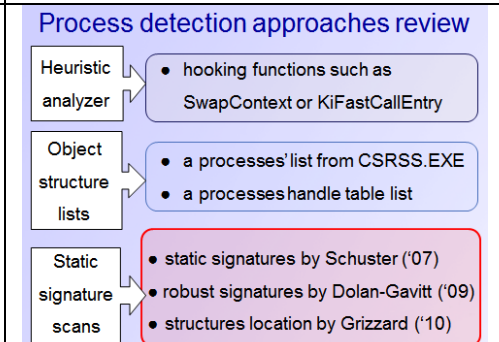 Process detection approaches review
Heuristic
analyzer
● hooking functions such as
SwapContext or KiFastCallEntry
Object
structure
lists
● a processes' list from CSRSS.EXE
● a processes handle table list
Static
signature
scans
● static signatures by Schuster (‘07)
● robust signatures by Dolan-Gavitt (‘09)
● structures location by Grizzard (‘10)